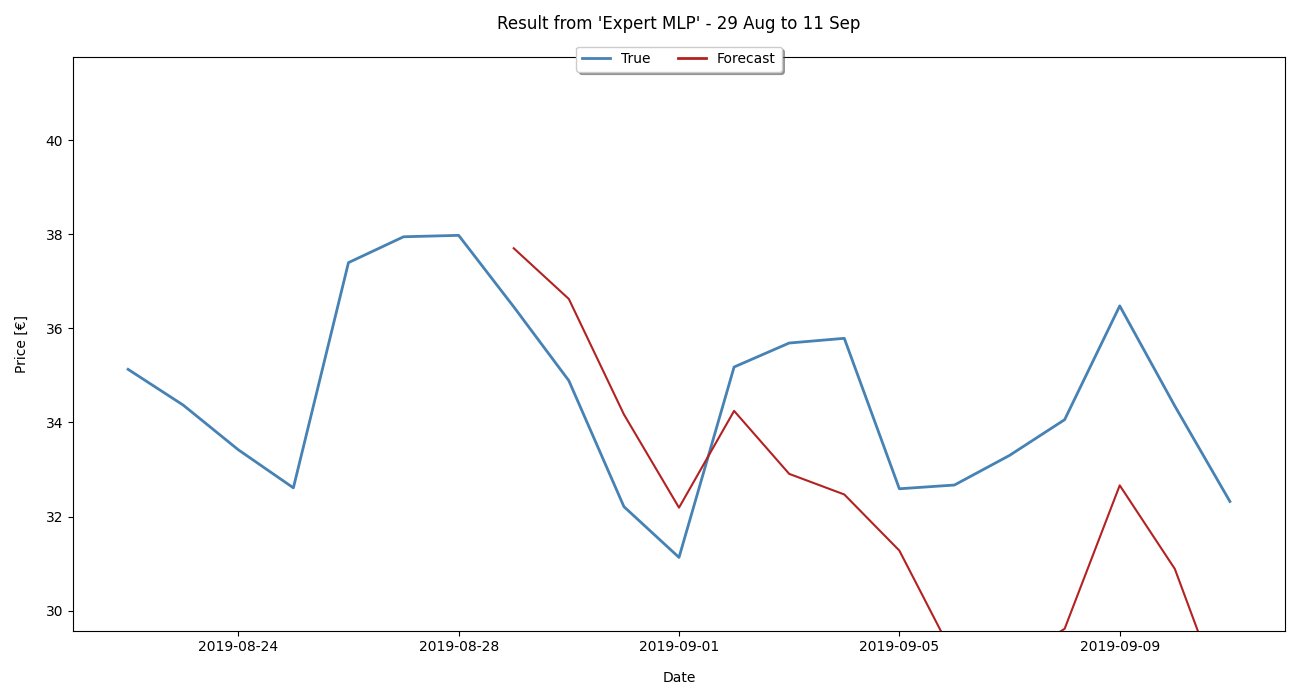 Result from 'Expert MLP' - 29 Aug to 11 Sep
True Forecast
Price [€]
40
38
36
34
32
30
2019-08-24 2019-08-28 2019-09-01 2019-09-05 2019-09-09
Date